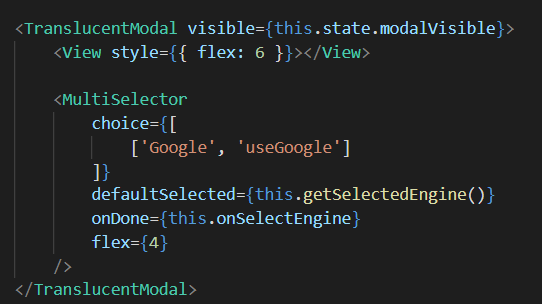 <TranslucentModal visible={this.state.modalVisible}>
    <View style={{ flex: 6 }}></View>

    <MultiSelector
        choice={[
            ['Google', 'useGoogle']
        ]}
        defaultSelected={this.getSelectedEngine()}
        onDone={this.onSelectEngine}
        flex={4}
    />
</TranslucentModal>